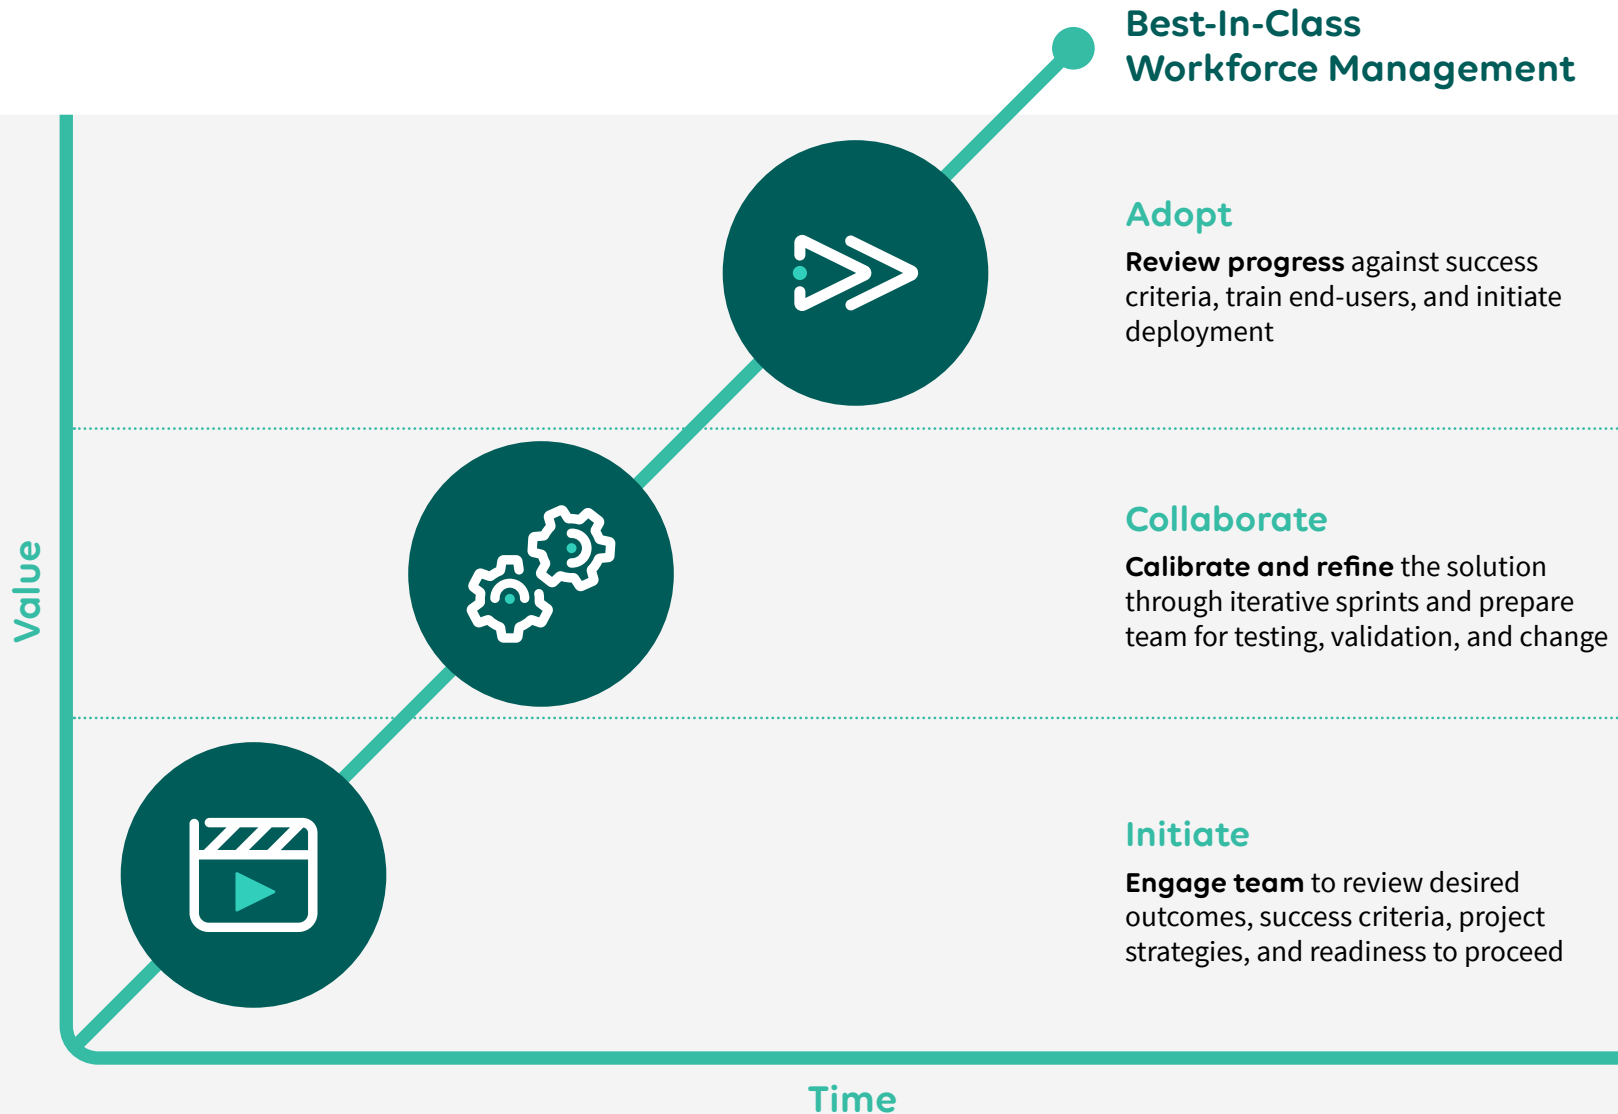 Best-In-Class
Workforce Management
Adopt
Review progress against success
criteria, train end-users, and initiate
deployment
Collaborate
Calibrate and refine the solution
through iterative sprints and prepare
team for testing, validation, and change
Value
Initiate
Engage team to review desired
outcomes, success criteria, project
strategies, and readiness to proceed
Time